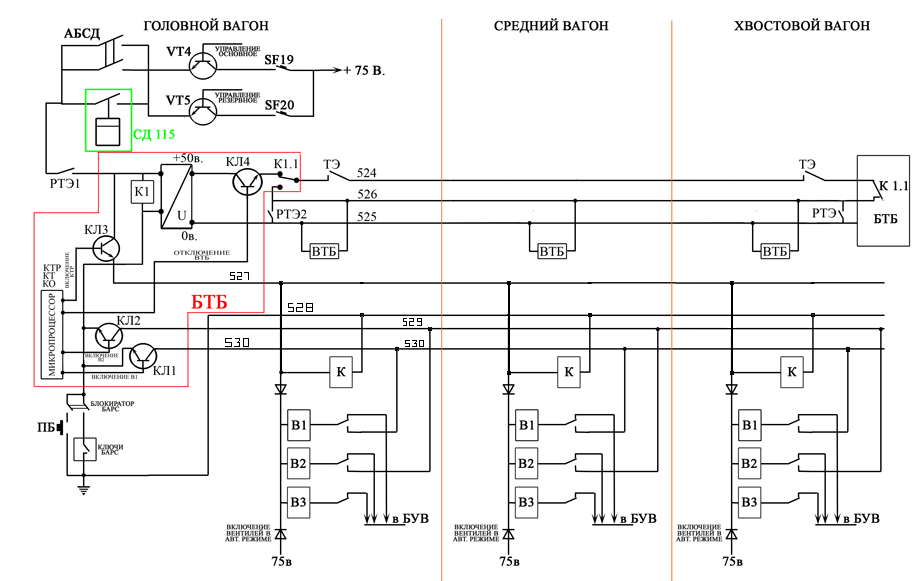 ГОЛОВНОЙ ВАГОН
СРЕДНИЙ ВАГОН
ХВОСТОВОЙ ВАГОН
АБСД
VT4
УПРАВЛЕНИЕ
ОСНОВНОЕ
SF19
+ 75 В.
VT5
УПРАВЛЕНИЕ
РЕЗЕРВНОЕ
SF20
СД 115
РТЭ1
+50в.
КЛ4
К1.1
ТЭ
524
ТЭ
К1
К 1.1
526
U
РТЭ2
525
РТЭ
БТБ
0в.
КЛ3
ВТБ
ВТБ
ВТБ
ОТКЛЮЧЕНИЕ
ВТБ
КТР
КТ
КО
ВКЛЮЧЕНИЕ
КТР
527
МИКРОПРОЦЕССОР
БТБ
528
КЛ2
529
530
530
ВКЛЮЧЕНИЕ
В2
КЛ1
ВКЛЮЧЕНИЕ В1
К
К
К
БЛОКИРАТОР
БАРС
ПБ
КЛЮЧИ
БАРС
В1
В1
В1
В2
В2
В2
В3
В3
В3
в БУВ
в БУВ
в БУВ
ВКЛЮЧЕНИЕ
ВЕНТИЛЕЙ В
АВТ. РЕЖИМЕ
ВКЛЮЧЕНИЕ
ВЕНТИЛЕЙ В
АВТ. РЕЖИМЕ
ВКЛЮЧЕНИЕ
ВЕНТИЛЕЙ В
АВТ. РЕЖИМЕ
75в
75в
75в